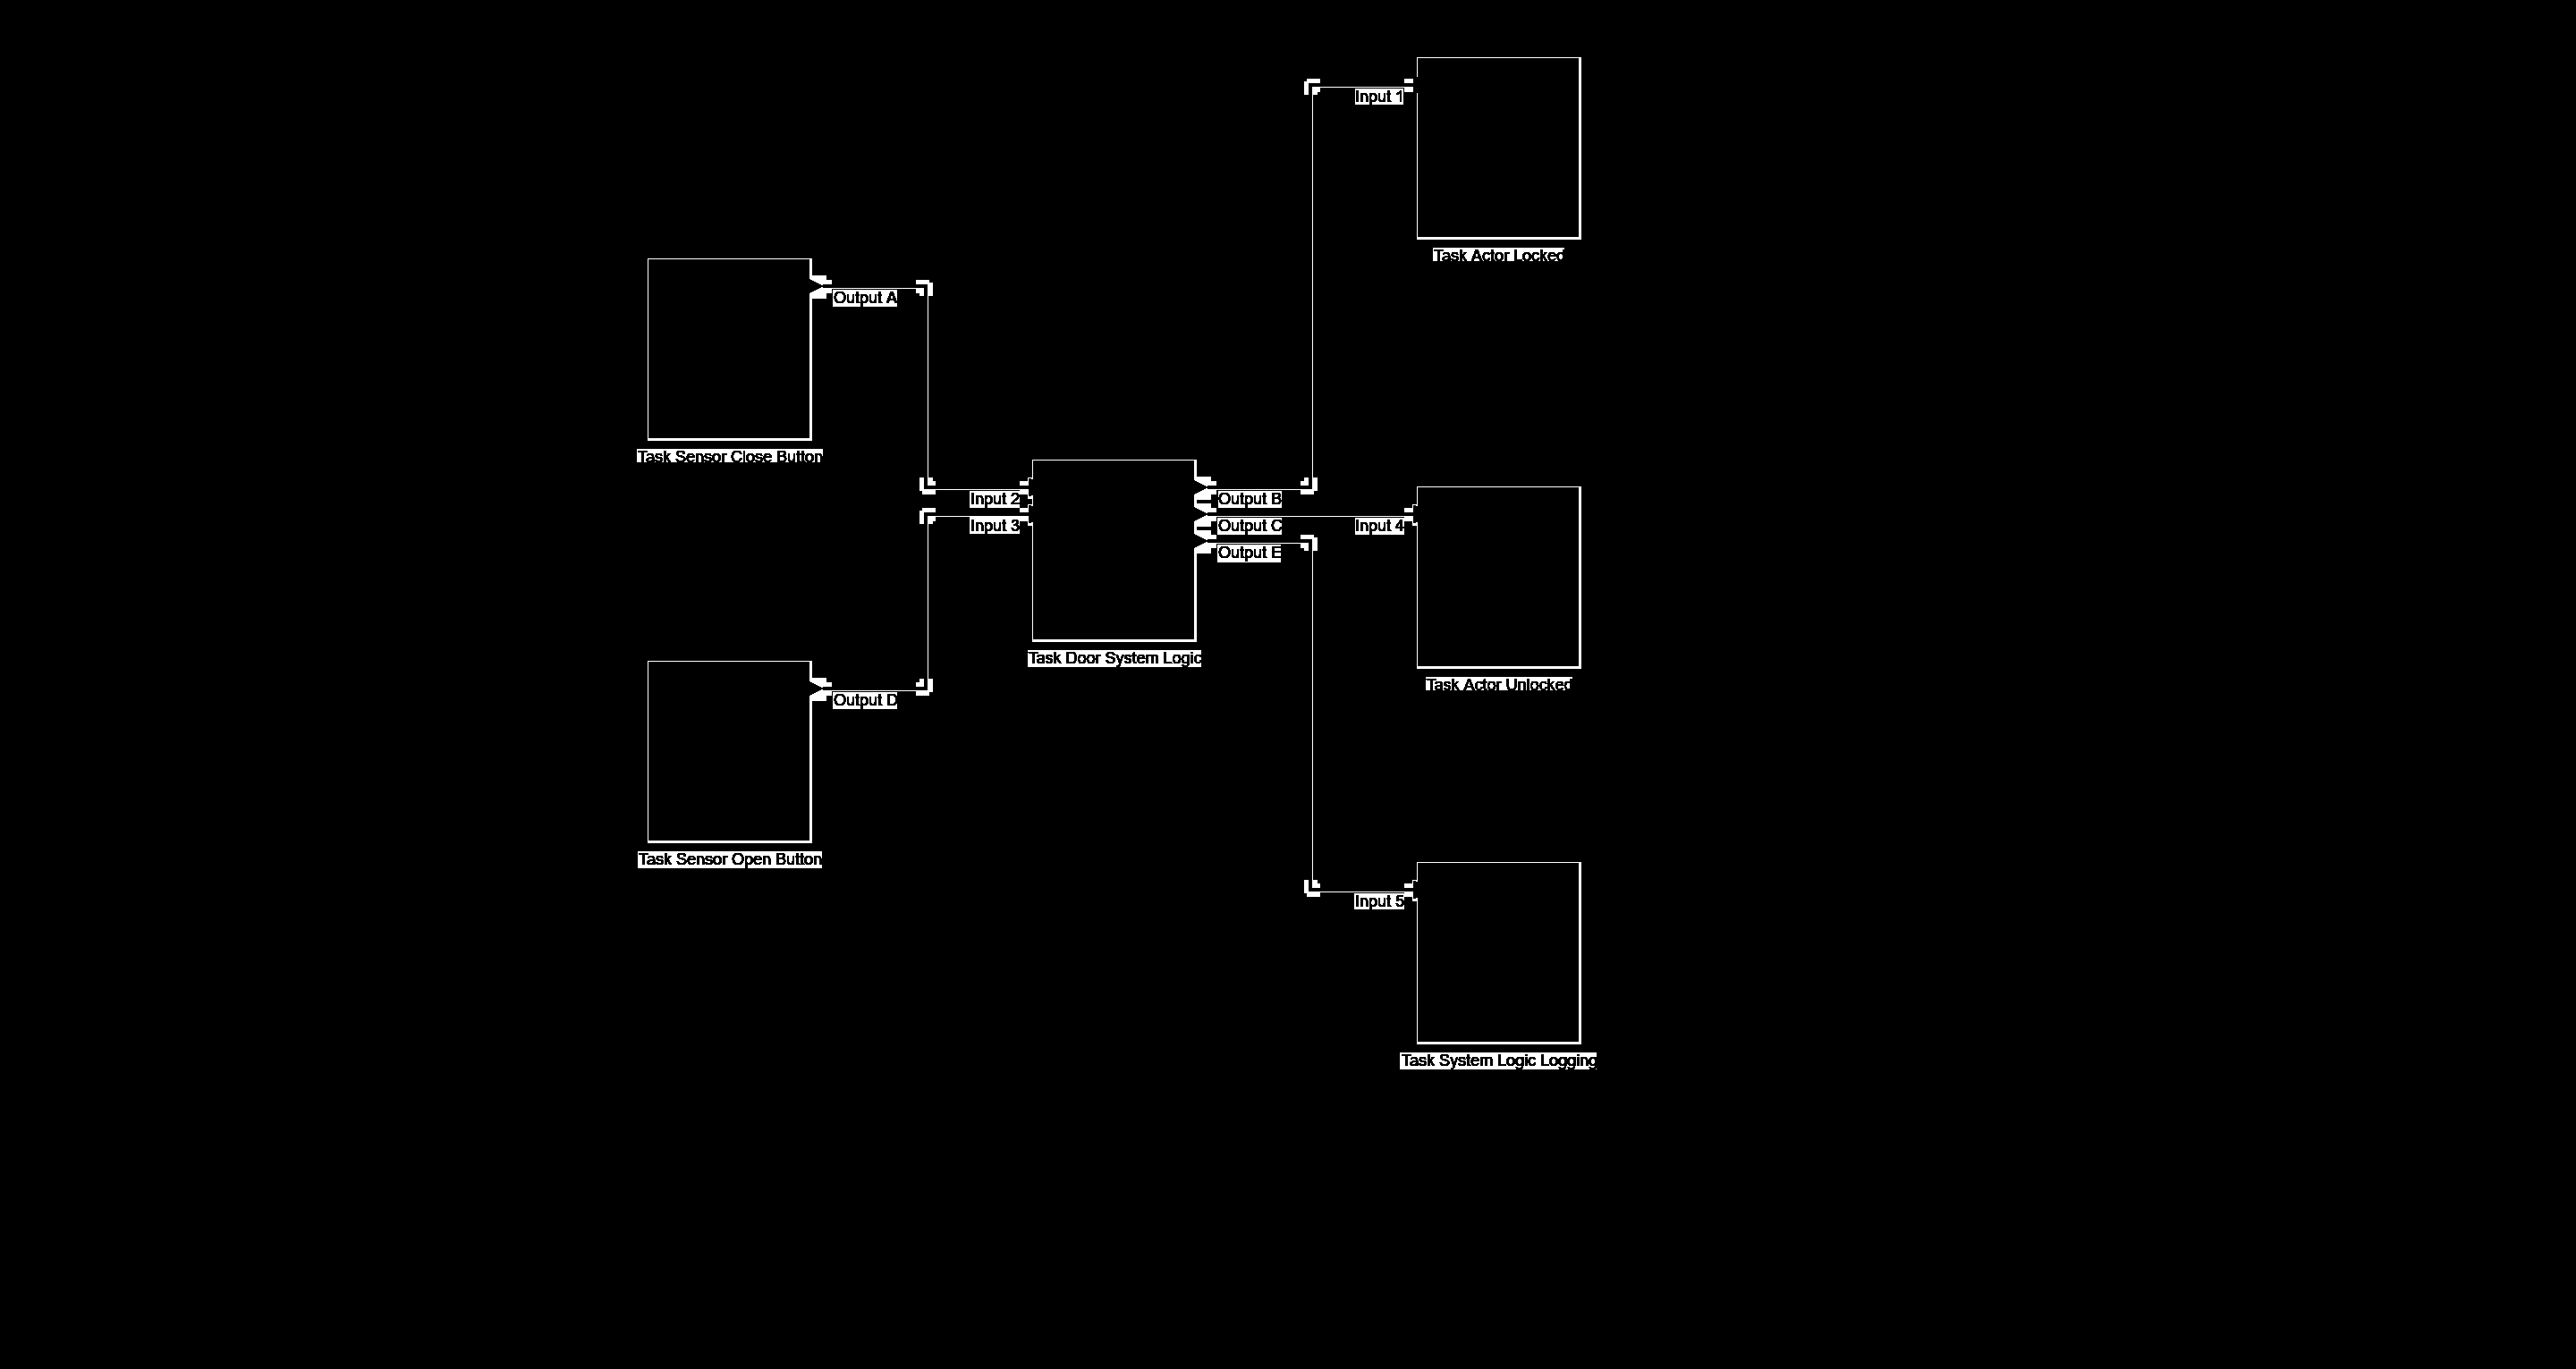 Input 1
Task Actor Locked
Output A
Task Sensor Close Button
Input 2
Output B
Input 3
Output C
Input 4
Output E
Task Door System Logic
Task Actor Unlocked
Output D
Task Sensor Open Button
Input 5
Task System Logic Logging